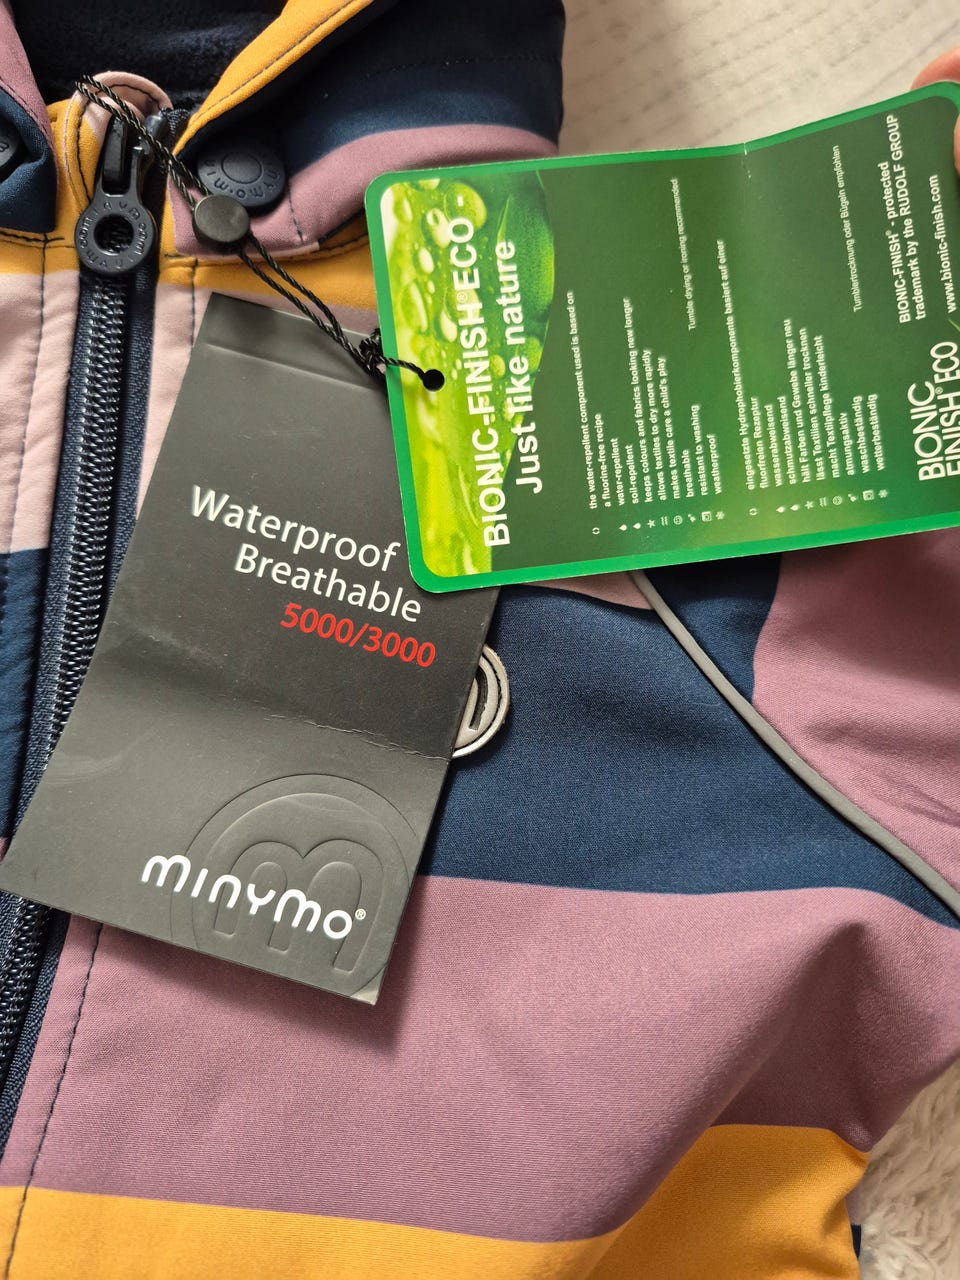 Waterproof
Breathable
5000/3000
minymo®
BIONIC-FINISH®ECO -
Just like nature
the water-repellent component used is based on
a fluorine-free recipe
water-repellent
soil-repellent
keeps colours and fabrics looking new longer
allows textiles to dry more rapidly
makes textile care a child's play
breathable
resistant to washing
weatherproof
Tumble drying or ironing recommended
eingesetzte Hydrophobierkomponente basiert auf einer
fluorfreien Rezeptur
wasserabweisend
schmutzabweisend
hält Farben und Gewebe länger neu
lässt Textilien schneller trocknen
macht Textilpflege kinderleicht
atmungsaktiv
waschbeständig
wetterbeständig
Tumblertrocknung oder Bügeln empfohlen
BIONIC-FINISH® - protected
trademark by the RUDOLF GROUP
www.bionic-finish.com
BIONIC
FINISH®ECO